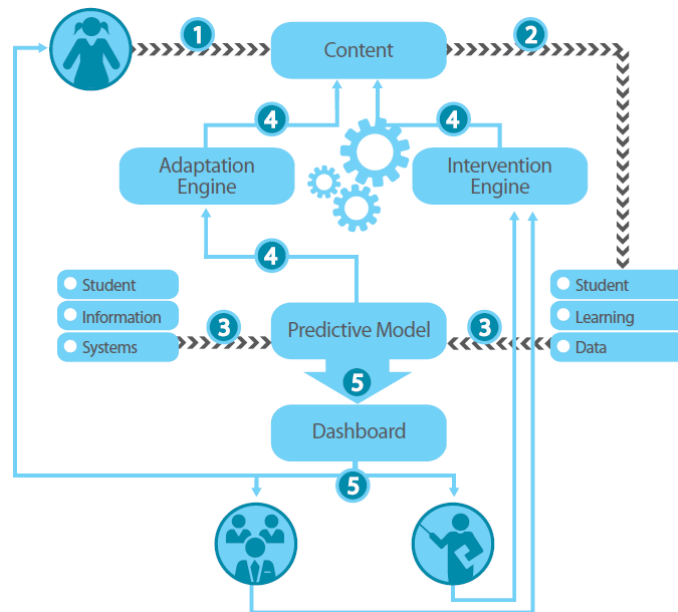 1
Content
2
4
4
Adaptation
Engine
Intervention
Engine
4
Student
Information
Systems
3
Predictive Model
3
Student
Learning
Data
5
Dashboard
5